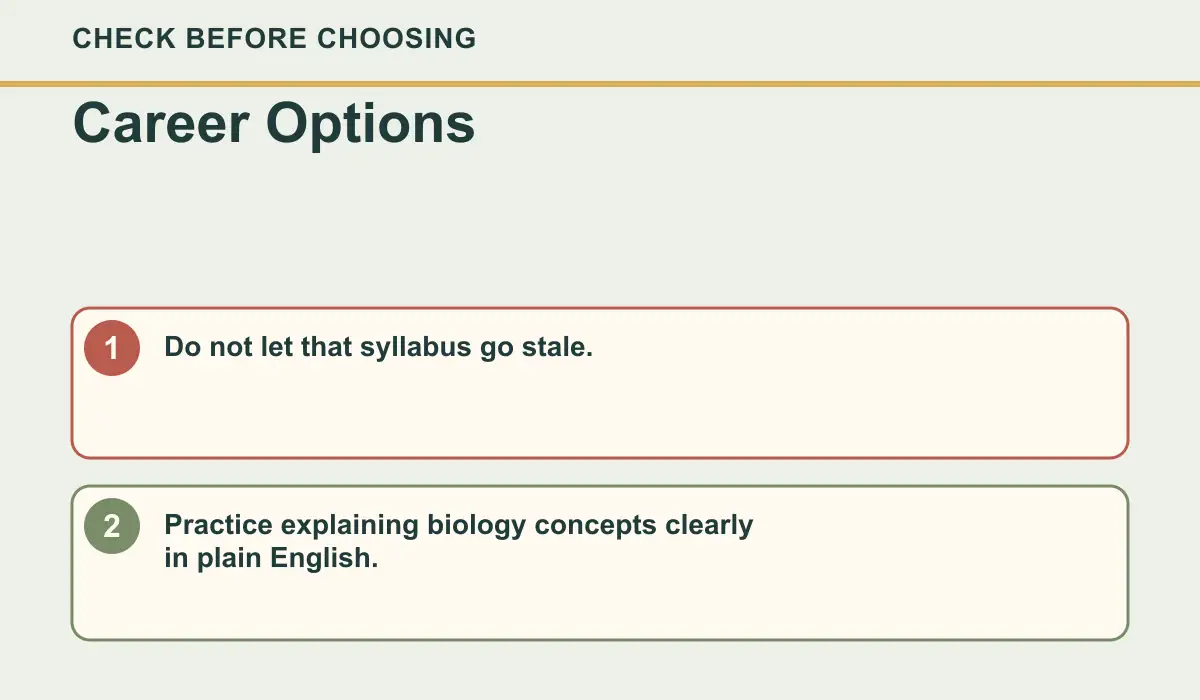 CHECK BEFORE CHOOSING
Career Options
1
Do not let that syllabus go stale.
2
Practice explaining biology concepts clearly
in plain English.